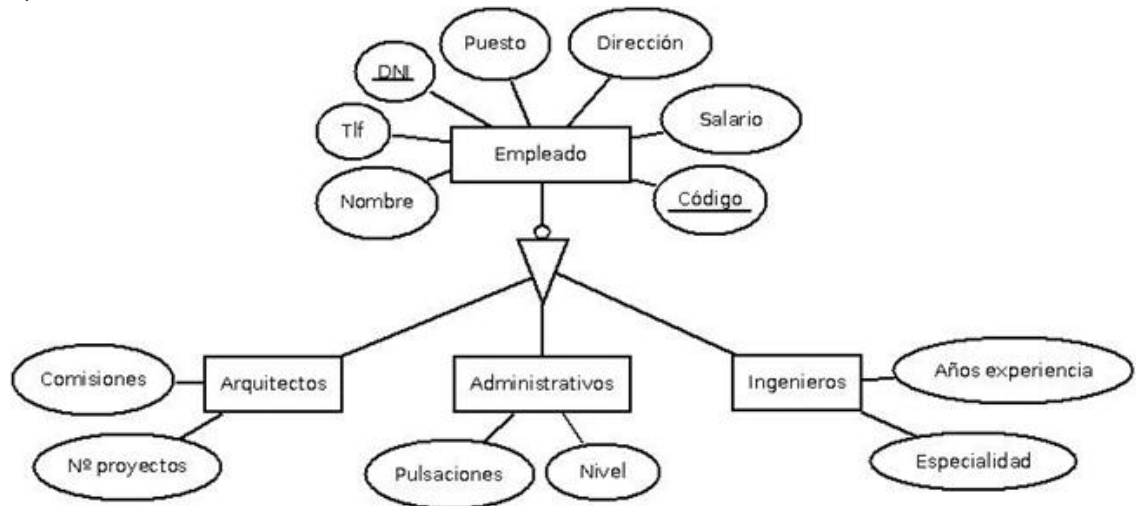 Puesto
Dirección
DNI
Tlf
Salario
Empleado
Nombre
Código
Comisiones
Arquitectos
Administrativos
Ingenieros
Años experiencia
Nº proyectos
Pulsaciones
Nivel
Especialidad